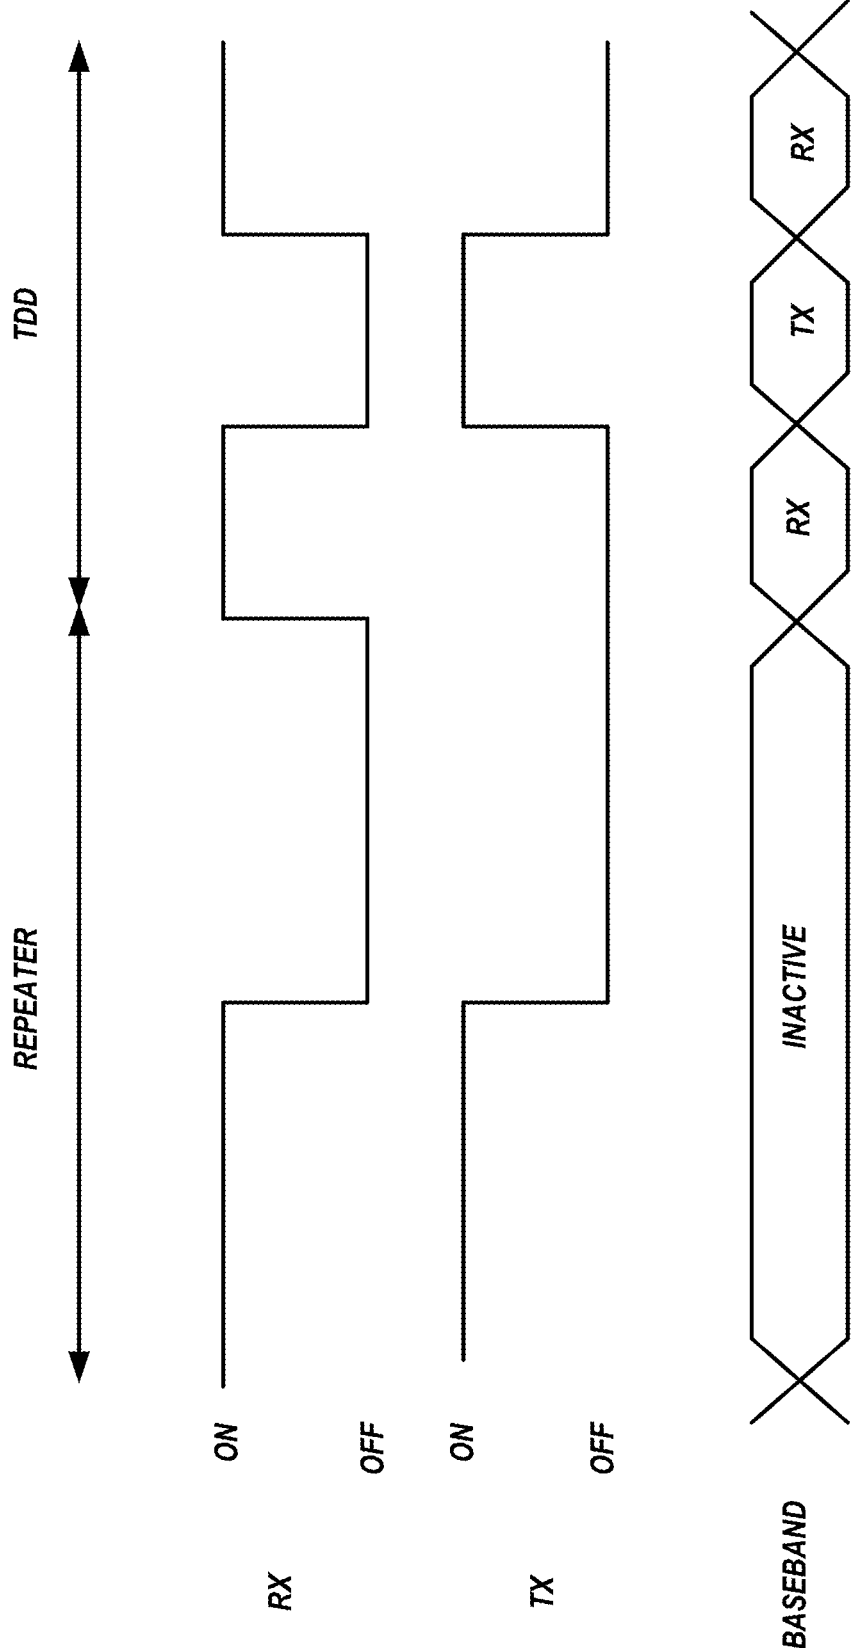 REPEATER TDD
RX ON
OFF
TX ON
OFF
BASEBAND INACTIVE RX TX RX